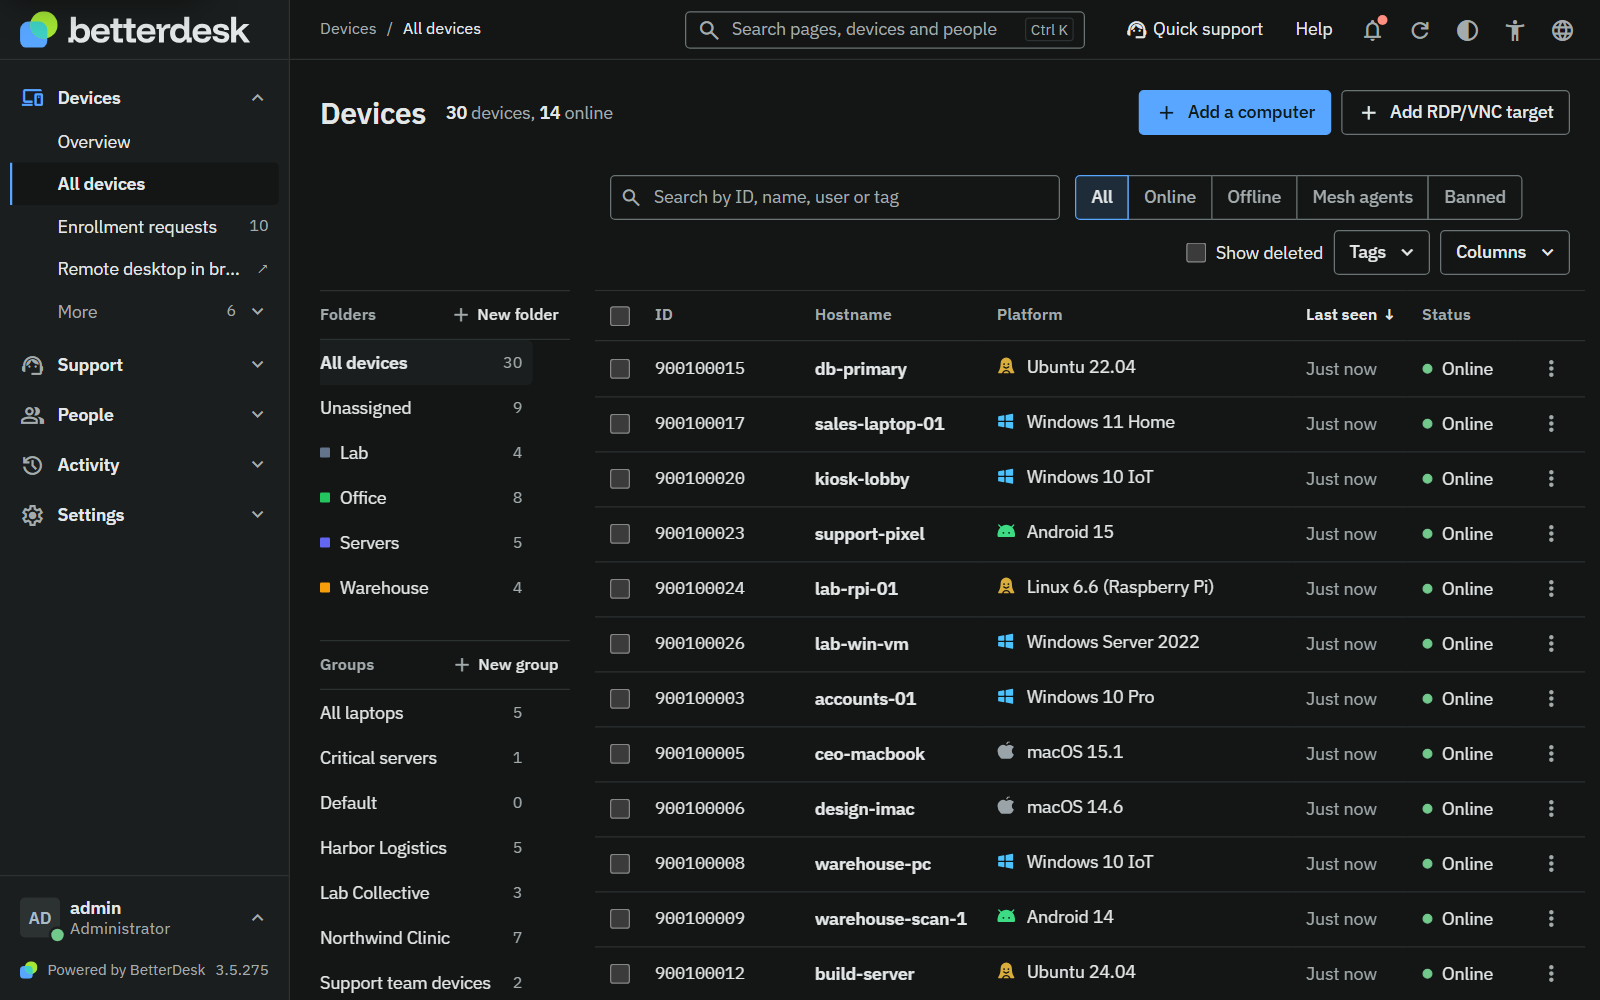 betterdesk
Devices / All devices
Search pages, devices and people Ctrl K
Quick support
Help
Devices
Overview
All devices
Enrollment requests 10
Remote desktop in br...
More 6
Support
People
Activity
Settings
AD
admin
Administrator
Powered by BetterDesk 3.5.275
Devices 30 devices, 14 online
Add a computer
Add RDP/VNC target
Search by ID, name, user or tag
All Online Offline Mesh agents Banned
Show deleted Tags Columns
Folders New folder
All devices 30
Unassigned 9
Lab 4
Office 8
Servers 5
Warehouse 4
Groups New group
All laptops 5
Critical servers 1
Default 0
Harbor Logistics 5
Lab Collective 3
Northwind Clinic 7
Support team devices 2
ID Hostname Platform Last seen ↓ Status
900100015 db-primary Ubuntu 22.04 Just now Online
900100017 sales-laptop-01 Windows 11 Home Just now Online
900100020 kiosk-lobby Windows 10 IoT Just now Online
900100023 support-pixel Android 15 Just now Online
900100024 lab-rpi-01 Linux 6.6 (Raspberry Pi) Just now Online
900100026 lab-win-vm Windows Server 2022 Just now Online
900100003 accounts-01 Windows 10 Pro Just now Online
900100005 ceo-macbook macOS 15.1 Just now Online
900100006 design-imac macOS 14.6 Just now Online
900100008 warehouse-pc Windows 10 IoT Just now Online
900100009 warehouse-scan-1 Android 14 Just now Online
900100012 build-server Ubuntu 24.04 Just now Online